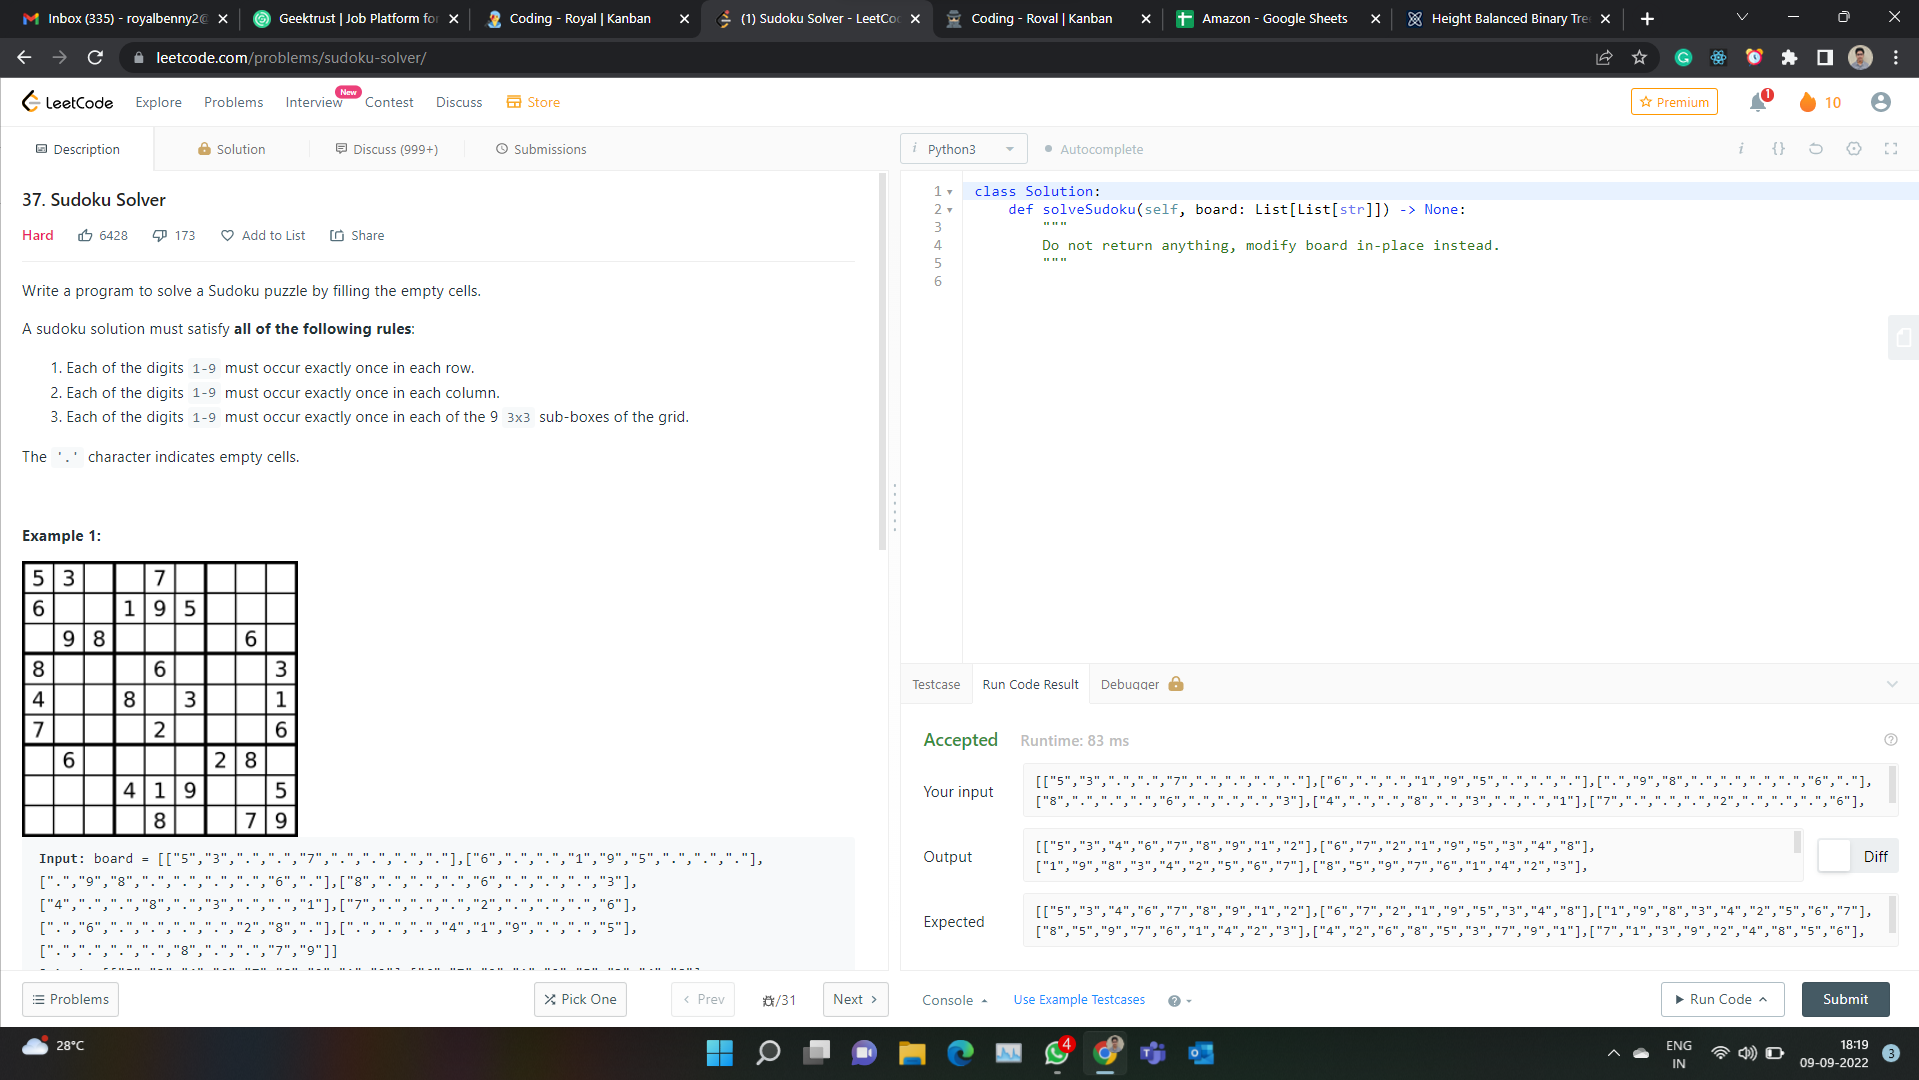 Inbox (335) - royalbenny2@
Geektrust | Job Platform for
Coding - Royal | Kanban
(1) Sudoku Solver - LeetCo
Coding - Royal | Kanban
Amazon - Google Sheets
Height Balanced Binary Tre
leetcode.com/problems/sudoku-solver/
LeetCode Explore Problems Interview New Contest Discuss Store
Premium 1 10
Description Solution Discuss (999+) Submissions
i Python3 Autocomplete i {}
37. Sudoku Solver
Hard 6428 173 Add to List Share
Write a program to solve a Sudoku puzzle by filling the empty cells.
A sudoku solution must satisfy all of the following rules:
1. Each of the digits 1-9 must occur exactly once in each row.
2. Each of the digits 1-9 must occur exactly once in each column.
3. Each of the digits 1-9 must occur exactly once in each of the 9 3x3 sub-boxes of the grid.
The '.' character indicates empty cells.
Example 1:
5 3 7
6 1 9 5
9 8 6
8 6 3
4 8 3 1
7 2 6
6 2 8
4 1 9 5
8 7 9
Input: board = [["5","3",".",".","7",".",".",".","."],["6",".",".","1","9","5",".",".","."],
[".","9","8",".",".",".",".","6","."],["8",".",".",".","6",".",".",".","3"],
["4",".",".","8",".","3",".",".","1"],["7",".",".",".","2",".",".",".","6"],
[".","6",".",".",".",".","2","8","."],[".",".",".","4","1","9",".",".","5"],
[".",".",".",".","8",".",".","7","9"]]
Problems Pick One Prev /31 Next
1 class Solution:
2 def solveSudoku(self, board: List[List[str]]) -> None:
3 """
4 Do not return anything, modify board in-place instead.
5 """
6
Testcase Run Code Result Debugger
Accepted Runtime: 83 ms
Your input
[["5","3",".",".","7",".",".",".","."],["6",".",".","1","9","5",".",".","."],[".","9","8",".",".",".",".","6","."],
["8",".",".",".","6",".",".",".","3"],["4",".",".","8",".","3",".",".","1"],["7",".",".",".","2",".",".",".","6"],
Output
[["5","3","4","6","7","8","9","1","2"],["6","7","2","1","9","5","3","4","8"],
["1","9","8","3","4","2","5","6","7"],["8","5","9","7","6","1","4","2","3"],
Diff
Expected
[["5","3","4","6","7","8","9","1","2"],["6","7","2","1","9","5","3","4","8"],["1","9","8","3","4","2","5","6","7"],
["8","5","9","7","6","1","4","2","3"],["4","2","6","8","5","3","7","9","1"],["7","1","3","9","2","4","8","5","6"],
Console Use Example Testcases Run Code Submit
28°C
4
ENG
IN
18:19
09-09-2022
3